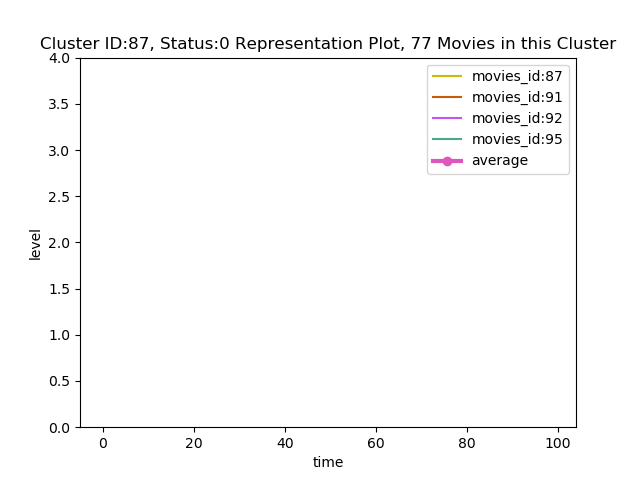 Cluster ID:87, Status:0 Representation Plot, 77 Movies in this Cluster
4.0
3.5
3.0
2.5
2.0
1.5
1.0
0.5
0.0
level
movies_id:87
movies_id:91
movies_id:92
movies_id:95
average
0 20 40 60 80 100
time